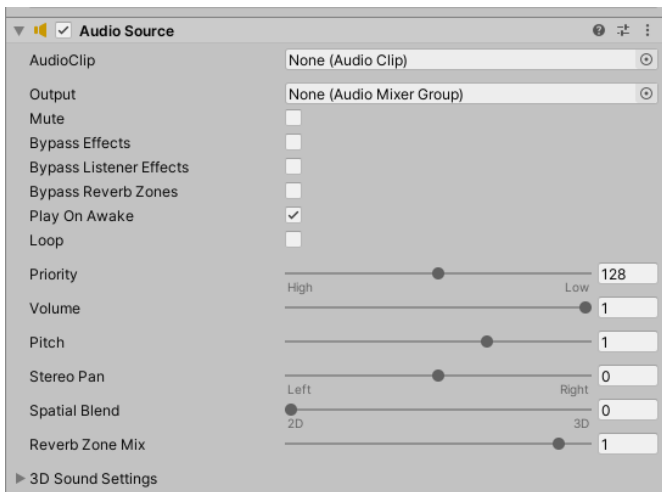 Audio Source
AudioClip None (Audio Clip)
Output None (Audio Mixer Group)
Mute
Bypass Effects
Bypass Listener Effects
Bypass Reverb Zones
Play On Awake
Loop
Priority 128
High Low
Volume 1
Pitch 1
Stereo Pan 0
Left Right
Spatial Blend 0
2D 3D
Reverb Zone Mix 1
3D Sound Settings